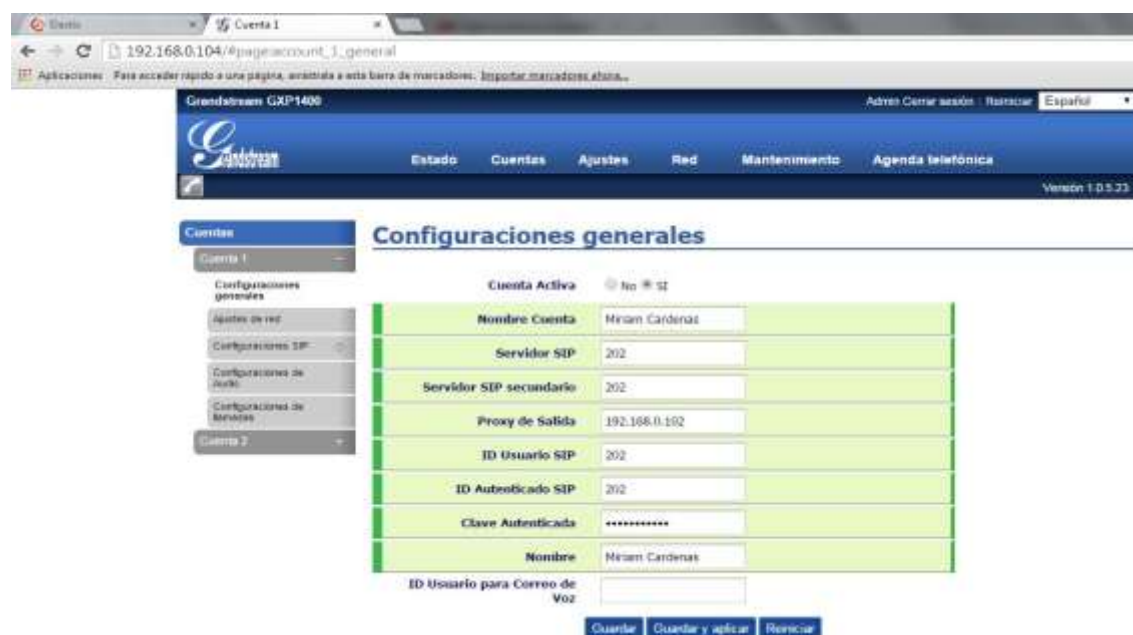 Cuenta 1
192.168.0.104/#page:account_1_general
Aplicaciones Para acceder rápido a una página, arrástrala a esta barra de marcadores. Importar marcadores ahora...
Grandstream GXP1400 Admin Cerrar sesión | Reiniciar Español
Grandstream
Estado Cuentas Ajustes Red Mantenimiento Agenda telefónica
Versión 1.0.5.23
Cuentas
Cuenta 1
Configuraciones
generales
Ajustes de red
Configuraciones SIP
Configuraciones de
Audio
Configuraciones de
llamadas
Cuenta 2
Configuraciones generales
Cuenta Activa No Sí
Nombre Cuenta Miriam Cardenas
Servidor SIP 202
Servidor SIP secundario 202
Proxy de Salida 192.168.0.102
ID Usuario SIP 202
ID Autenticado SIP 202
Clave Autenticada •••••••••••
Nombre Miriam Cardenas
ID Usuario para Correo de
Voz
Guardar Guardar y aplicar Reiniciar